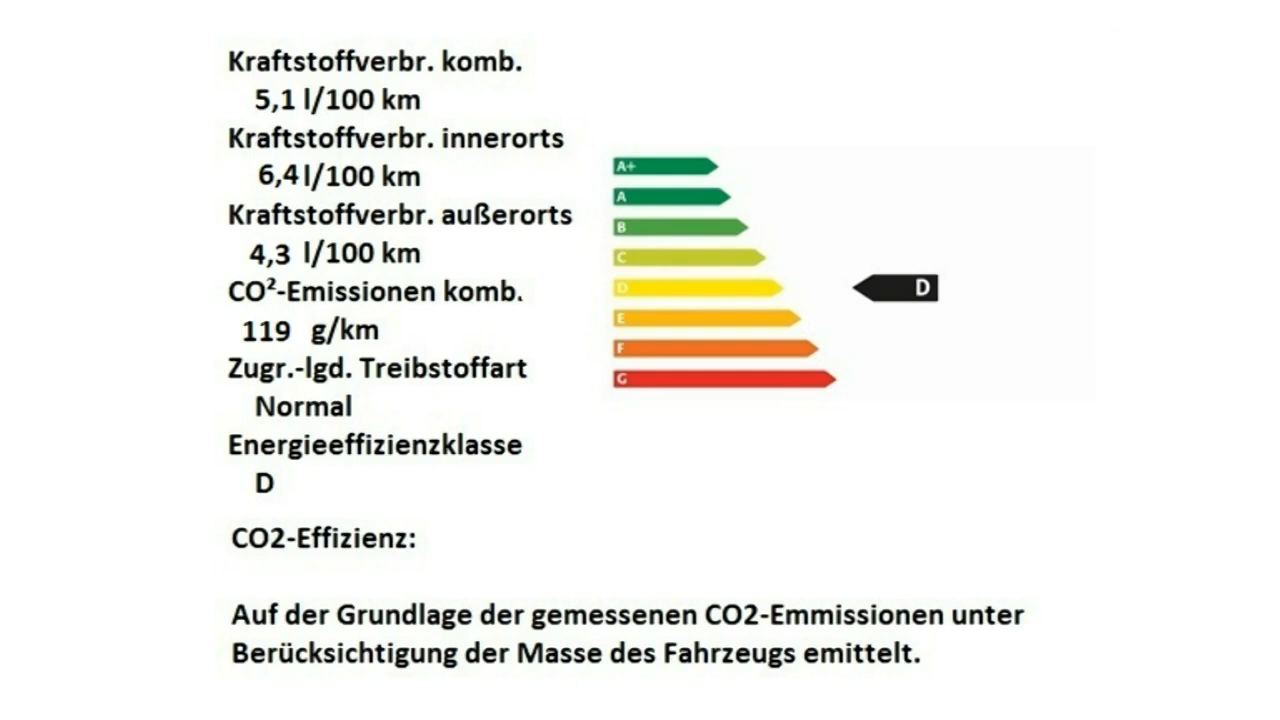 Kraftstoffverbr. komb.
5,1 l/100 km
Kraftstoffverbr. innerorts
6,4 l/100 km
Kraftstoffverbr. außerorts
4,3 l/100 km
CO²-Emissionen komb.
119 g/km
Zugr.-lgd. Treibstoffart
Normal
Energieeffizienzklasse
D
A+
A
B
C
D
D
E
F
G
CO2-Effizienz:
Auf der Grundlage der gemessenen CO2-Emmissionen unter
Berücksichtigung der Masse des Fahrzeugs emittelt.